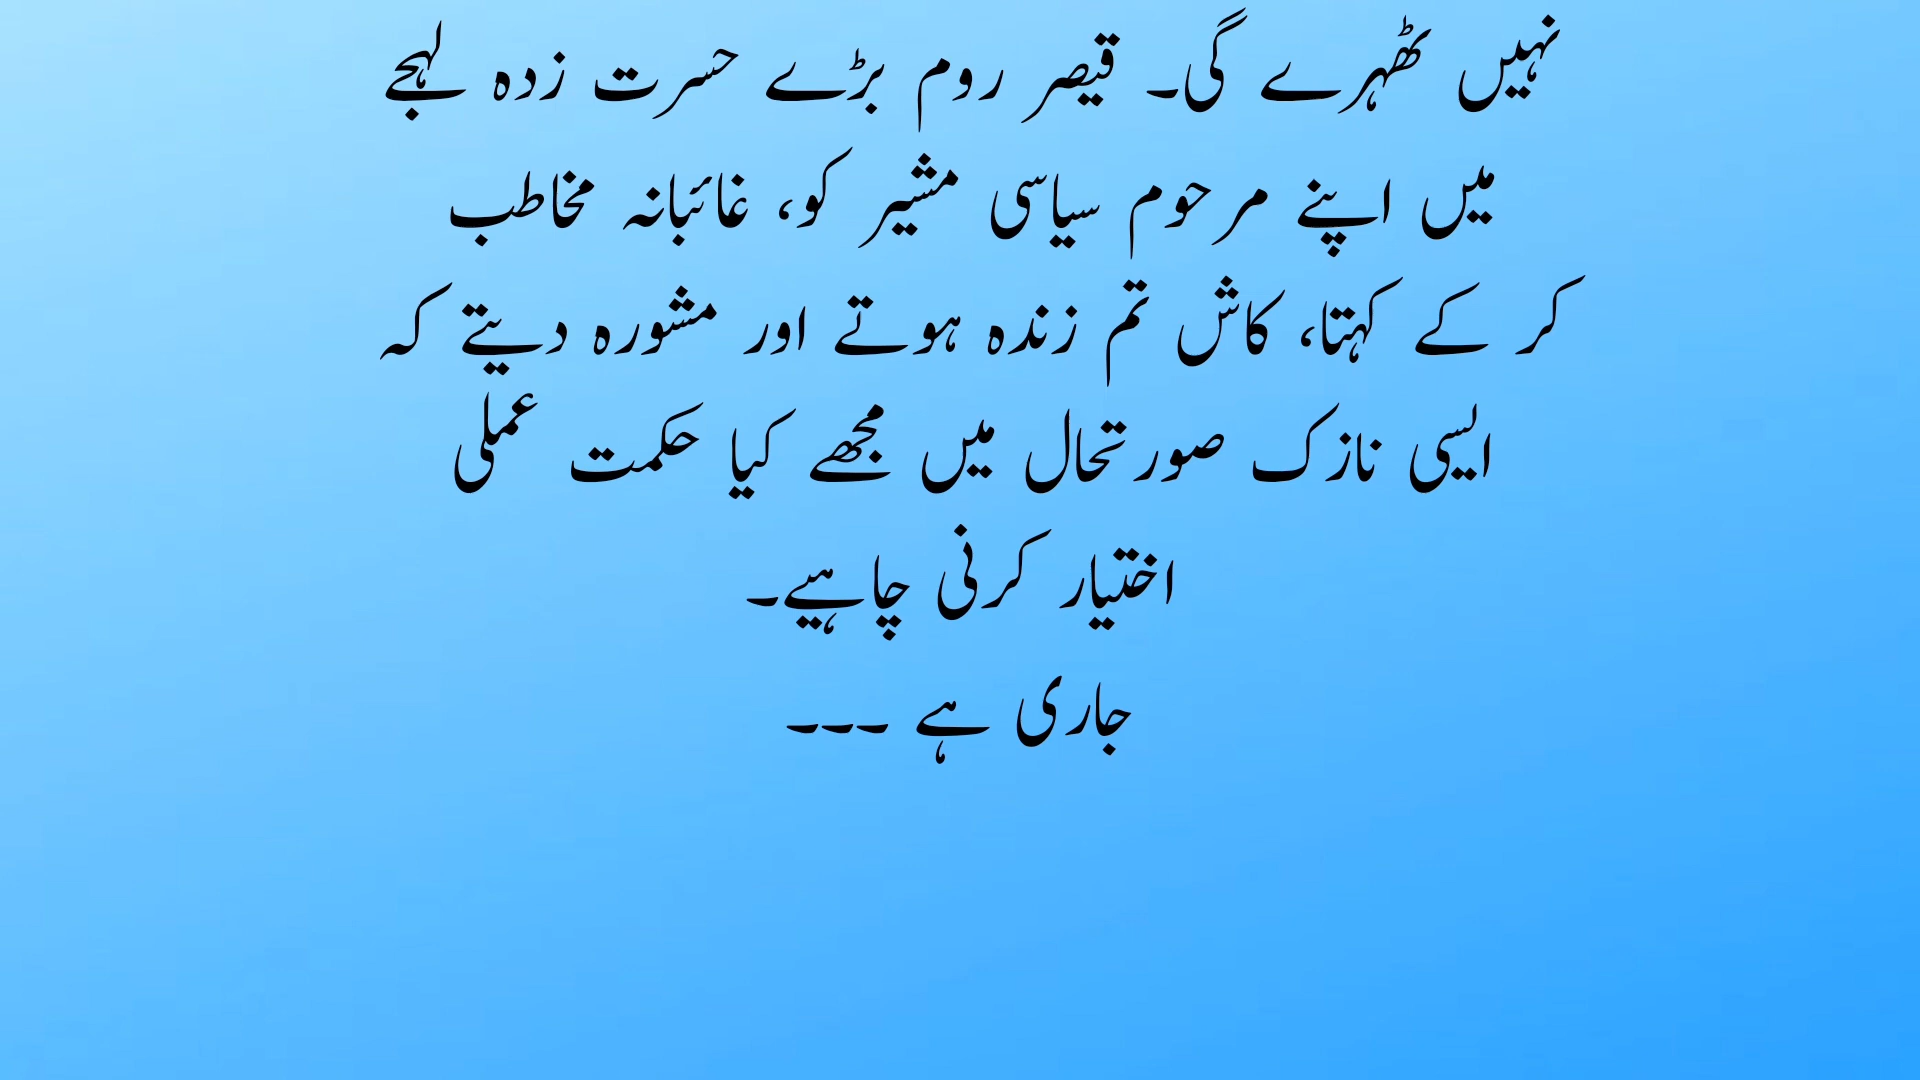 نہیں ٹھہرے گی۔ قیصر روم بڑے حسرت زدہ لہجے
میں اپنے مرحوم سیاسی مشیر کو، غائبانہ مخاطب
کر کے کہتا، کاش تم زندہ ہوتے اور مشورہ دیتے کہ
ایسی نازک صورتحال میں مجھے کیا حکمت عملی
اختیار کرنی چاہیے۔
جاری ہے ۔۔۔